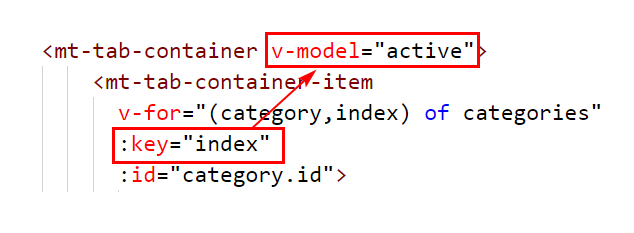 <mt-tab-container v-model="active">
<mt-tab-container-item
v-for="(category,index) of categories"
:key="index"
:id="category.id">